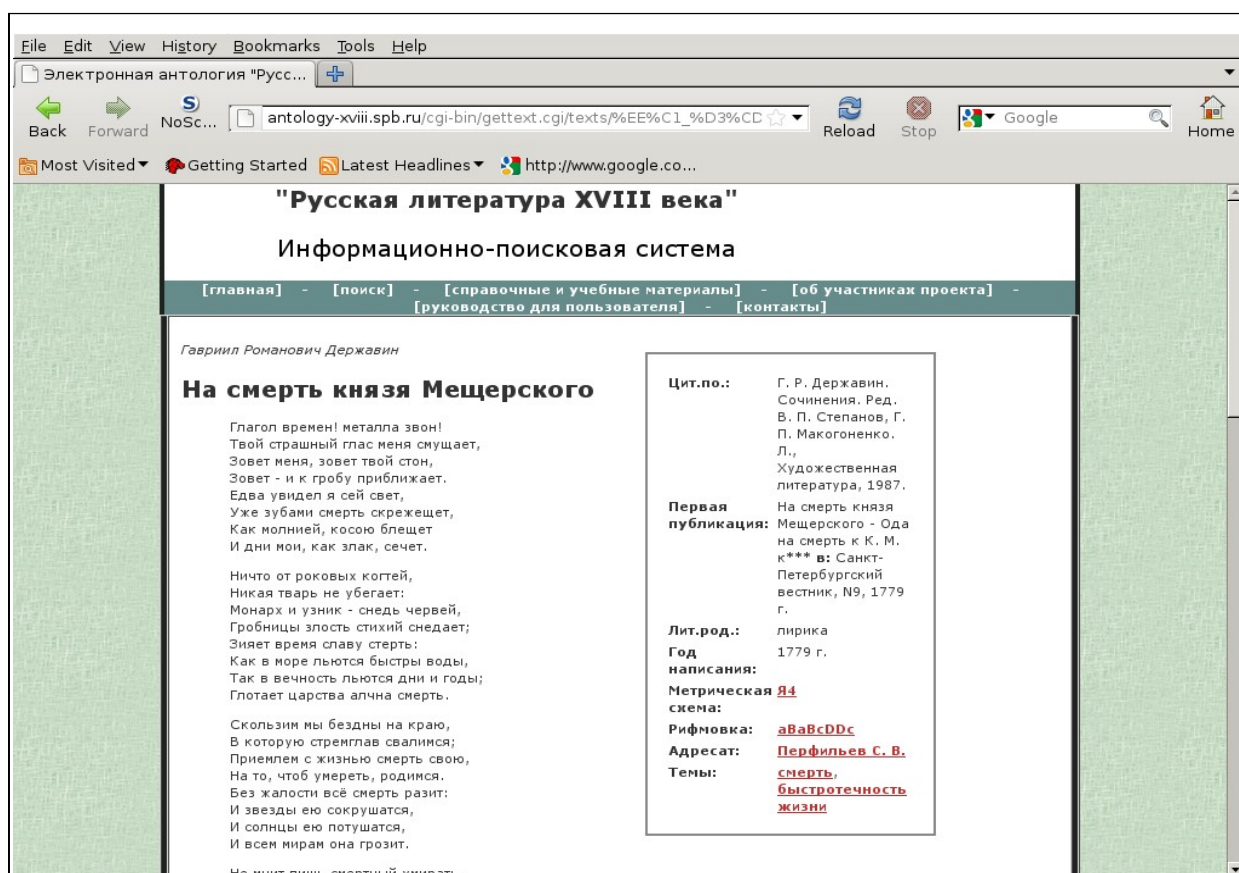 File Edit View History Bookmarks Tools Help
Электронная антология "Русс...
Back Forward NoSc... antology-xviii.spb.ru/cgi-bin/gettext.cgi/texts/%EE%C1_%D3%CD Reload Stop Google Home
Most Visited Getting Started Latest Headlines http://www.google.co...
"Русская литература XVIII века"
Информационно-поисковая система
[главная] - [поиск] - [справочные и учебные материалы] - [об участниках проекта] -
[руководство для пользователя] - [контакты]
Гавриил Романович Державин
На смерть князя Мещерского
Глагол времен! металла звон!
Твой страшный глас меня смущает,
Зовет меня, зовет твой стон,
Зовет - и к гробу приближает.
Едва увидел я сей свет,
Уже зубами смерть скрежещет,
Как молнией, косою блещет
И дни мои, как злак, сечет.
Ничто от роковых когтей,
Никая тварь не убегает:
Монарх и узник - снедь червей,
Гробницы злость стихий снедает;
Зияет время славу стерть:
Как в море льются быстры воды,
Так в вечность льются дни и годы;
Глотает царства алчна смерть.
Скользим мы бездны на краю,
В которую стремглав свалимся;
Приемлем с жизнью смерть свою,
На то, чтоб умереть, родимся.
Без жалости всё смерть разит:
И звезды ею сокрушатся,
И солнцы ею потушатся,
И всем мирам она грозит.
Не мнит лишь смертный умирать
Цит.по.: Г. Р. Державин.
Сочинения. Ред.
В. П. Степанов, Г.
П. Макогоненко.
Л.,
Художественная
литература, 1987.
Первая На смерть князя
публикация: Мещерского - Ода
на смерть к К. М.
к*** в: Санкт-
Петербургский
вестник, N9, 1779
г.
Лит.род.: лирика
Год 1779 г.
написания:
Метрическая Я4
схема:
Рифмовка: aBaBcDDc
Адресат: Перфильев С. В.
Темы: смерть,
быстротечность
жизни